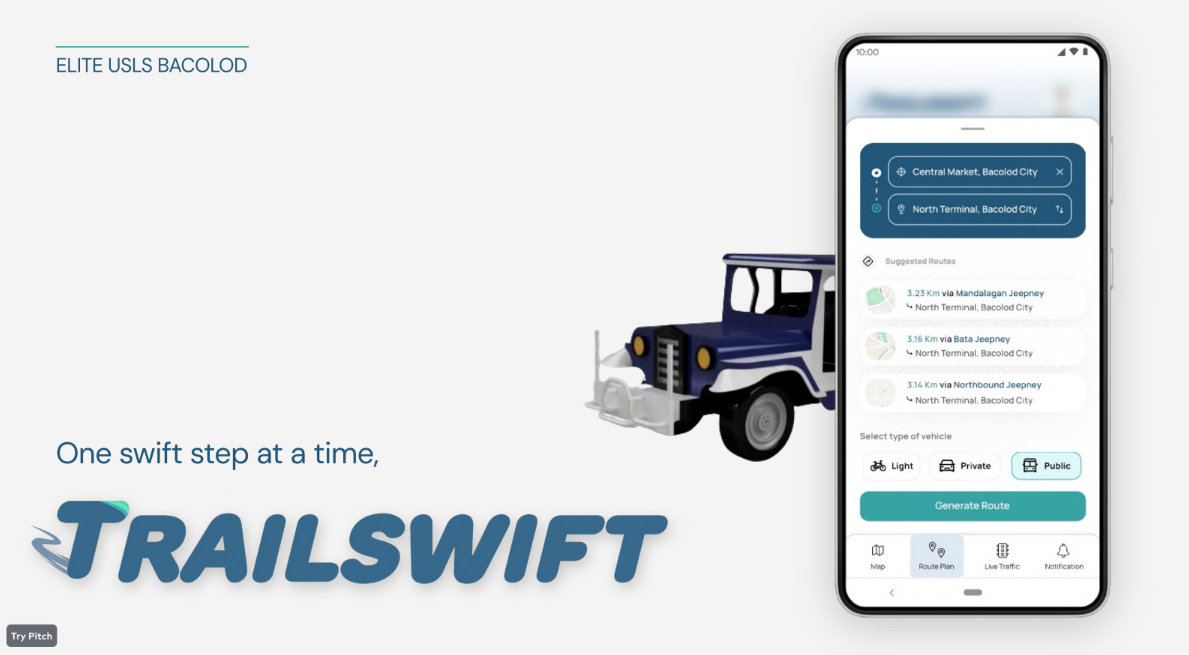 ELITE USLS BACOLOD
One swift step at a time,
TRAILSWIFT
Try Pitch
10:00
TRAILSWIFT
Central Market, Bacolod City
North Terminal, Bacolod City
Suggested Routes
3.23 Km via Mandalagan Jeepney
North Terminal, Bacolod City
3.16 Km via Bata Jeepney
North Terminal, Bacolod City
3.14 Km via Northbound Jeepney
North Terminal, Bacolod City
Select type of vehicle
Light Private Public
Generate Route
Map Route Plan Live Traffic Notification